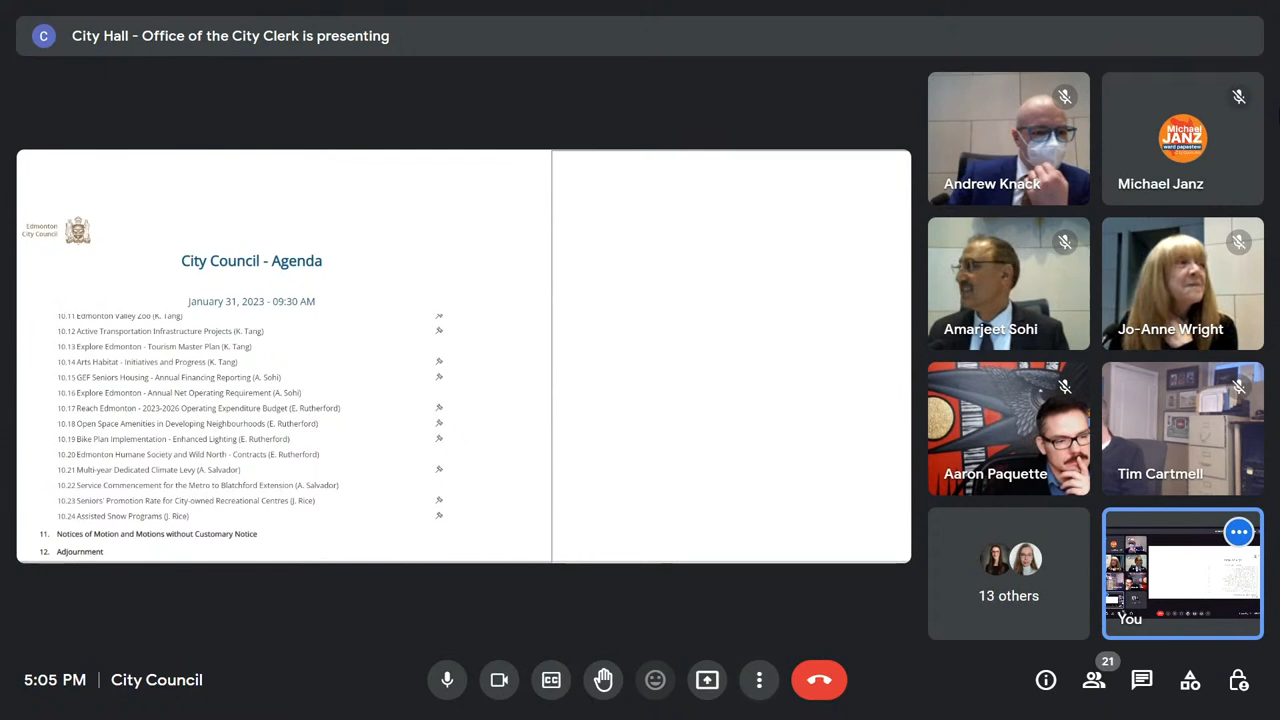 C
City Hall - Office of the City Clerk is presenting
Edmonton
City Council
City Council - Agenda
January 31, 2023 - 09:30 AM
10.11 Edmonton Valley Zoo (K. Tang)
10.12 Active Transportation Infrastructure Projects (K. Tang)
10.13 Explore Edmonton - Tourism Master Plan (K. Tang)
10.14 Arts Habitat - Initiatives and Progress (K. Tang)
10.15 GEF Seniors Housing - Annual Financing Reporting (A. Sohi)
10.16 Explore Edmonton - Annual Net Operating Requirement (A. Sohi)
10.17 Reach Edmonton - 2023-2026 Operating Expenditure Budget (E. Rutherford)
10.18 Open Space Amenities in Developing Neighbourhoods (E. Rutherford)
10.19 Bike Plan Implementation - Enhanced Lighting (E. Rutherford)
10.20 Edmonton Humane Society and Wild North - Contracts (E. Rutherford)
10.21 Multi-year Dedicated Climate Levy (A. Salvador)
10.22 Service Commencement for the Metro to Blatchford Extension (A. Salvador)
10.23 Seniors' Promotion Rate for City-owned Recreational Centres (J. Rice)
10.24 Assisted Snow Programs (J. Rice)
11. Notices of Motion and Motions without Customary Notice
12. Adjournment
Andrew Knack
Michael
JANZ
ward papastew
Michael Janz
Amarjeet Sohi
Jo-Anne Wright
Aaron Paquette
Tim Cartmell
13 others
You
5:05 PM | City Council
CC
21